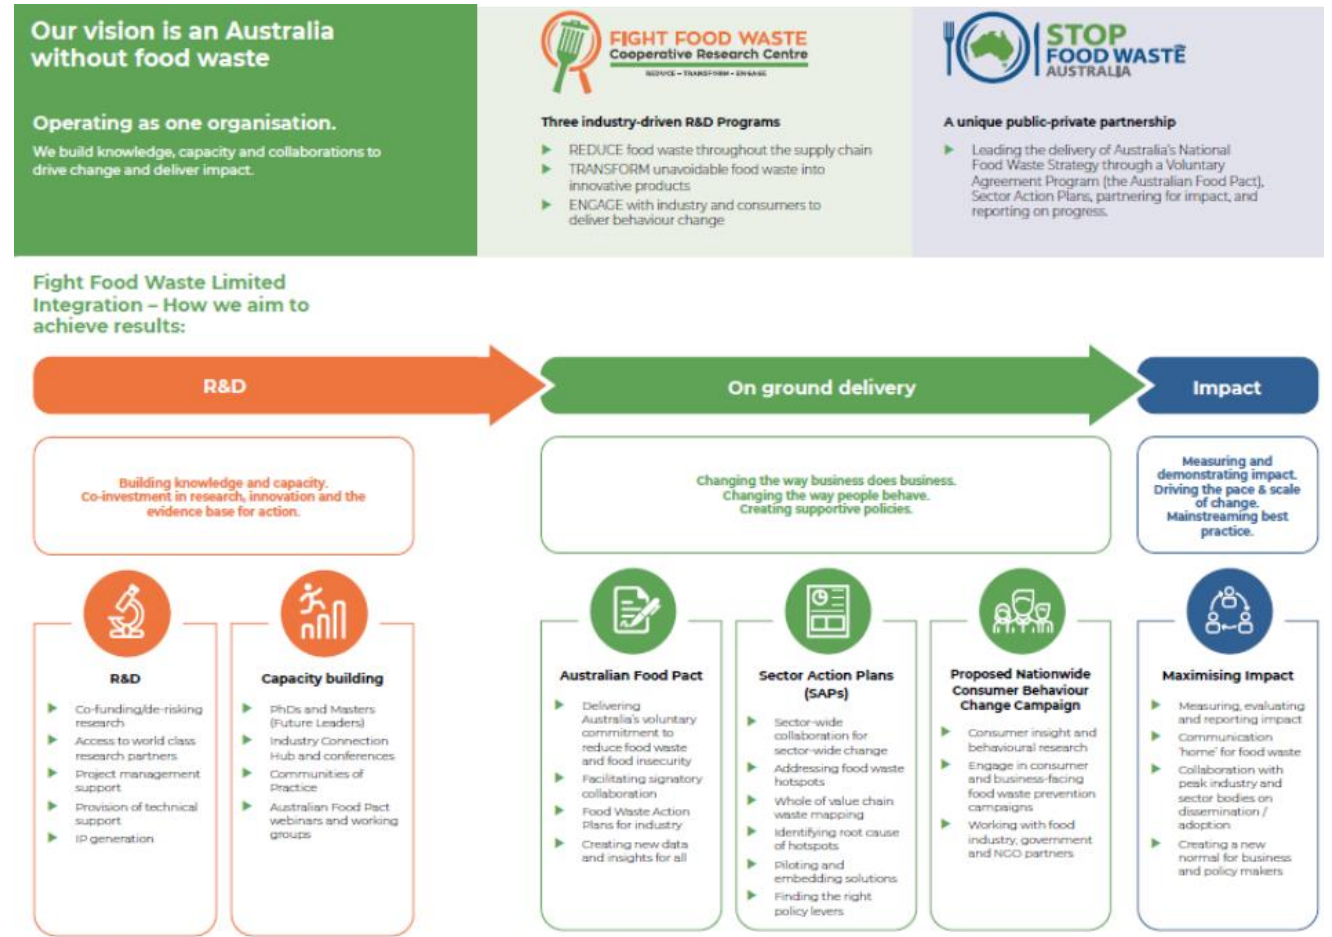 Our vision is an Australia
without food waste
Operating as one organisation.
We build knowledge, capacity and collaborations to
drive change and deliver impact.
FIGHT FOOD WASTE
Cooperative Research Centre
REDUCE – TRANSFORM – ENGAGE
Three industry-driven R&D Programs
REDUCE food waste throughout the supply chain
TRANSFORM unavoidable food waste into
innovative products
ENGAGE with industry and consumers to
deliver behaviour change
STOP
FOOD WASTE
AUSTRALIA
A unique public-private partnership
Leading the delivery of Australia's National
Food Waste Strategy through a Voluntary
Agreement Program (the Australian Food Pact),
Sector Action Plans, partnering for impact, and
reporting on progress.
Fight Food Waste Limited
Integration – How we aim to
achieve results:
R&D
On ground delivery
Impact
Building knowledge and capacity.
Co-investment in research, innovation and the
evidence base for action.
Changing the way business does business.
Changing the way people behave.
Creating supportive policies.
Measuring and
demonstrating impact.
Driving the pace & scale
of change.
Mainstreaming best
practice.
R&D
Co-funding/de-risking
research
Access to world class
research partners
Project management
support
Provision of technical
support
IP generation
Capacity building
PhDs and Masters
(Future Leaders)
Industry Connection
Hub and conferences
Communities of
Practice
Australian Food Pact
webinars and working
groups
Australian Food Pact
Delivering
Australia's voluntary
commitment to
reduce food waste
and food insecurity
Facilitating signatory
collaboration
Food Waste Action
Plans for industry
Creating new data
and insights for all
Sector Action Plans
(SAPs)
Sector-wide
collaboration for
sector-wide change
Addressing food waste
hotspots
Whole of value chain
waste mapping
Identifying root cause
of hotspots
Piloting and
embedding solutions
Finding the right
policy levers
Proposed Nationwide
Consumer Behaviour
Change Campaign
Consumer insight and
behavioural research
Engage in consumer
and business-facing
food waste prevention
campaigns
Working with food
industry, government
and NGO partners
Maximising Impact
Measuring, evaluating
and reporting impact
Communication
'home' for food waste
Collaboration with
peak industry and
sector bodies on
dissemination /
adoption
Creating a new
normal for business
and policy makers